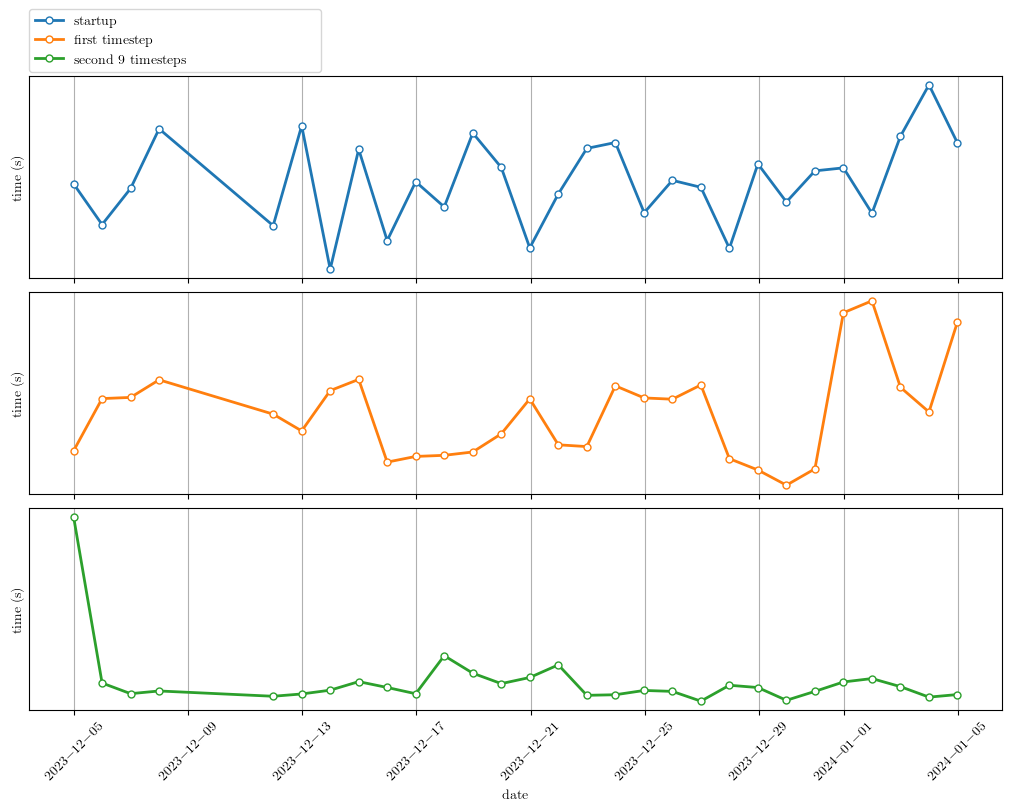 startup
first timestep
second 9 timesteps
time (s)
time (s)
time (s)
2023−12−05
2023−12−09
2023−12−13
2023−12−17
2023−12−21
2023−12−25
2023−12−29
2024−01−01
2024−01−05
date